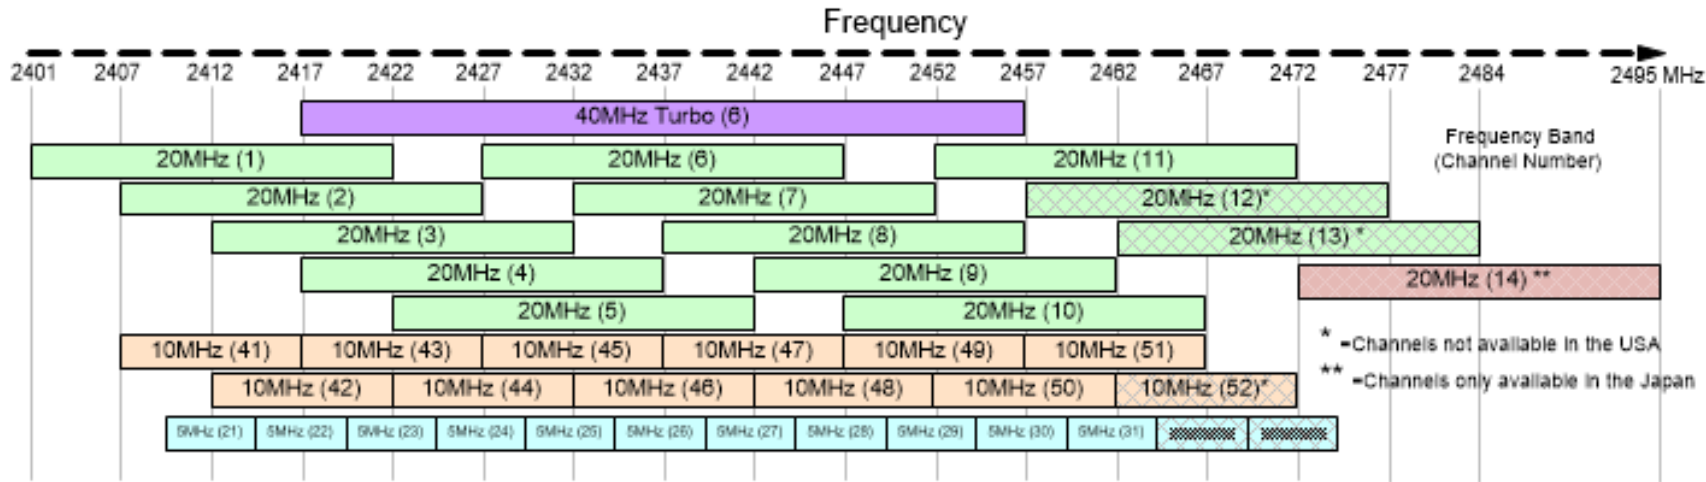 Frequency
2401 2407 2412 2417 2422 2427 2432 2437 2442 2447 2452 2457 2462 2467 2472 2477 2484 2495 MHz
40MHz Turbo (6)
Frequency Band
(Channel Number)
20MHz (1) 20MHz (6) 20MHz (11)
20MHz (2) 20MHz (7) 20MHz (12)*
20MHz (3) 20MHz (8) 20MHz (13) *
20MHz (4) 20MHz (9) 20MHz (14) **
20MHz (5) 20MHz (10)
10MHz (41) 10MHz (43) 10MHz (45) 10MHz (47) 10MHz (49) 10MHz (51)
* =Channels not available in the USA
10MHz (42) 10MHz (44) 10MHz (46) 10MHz (48) 10MHz (50) 10MHz (52)*
** =Channels only available in the Japan
5MHz (21) 5MHz (22) 5MHz (23) 5MHz (24) 5MHz (25) 5MHz (26) 5MHz (27) 5MHz (28) 5MHz (29) 5MHz (30) 5MHz (31)